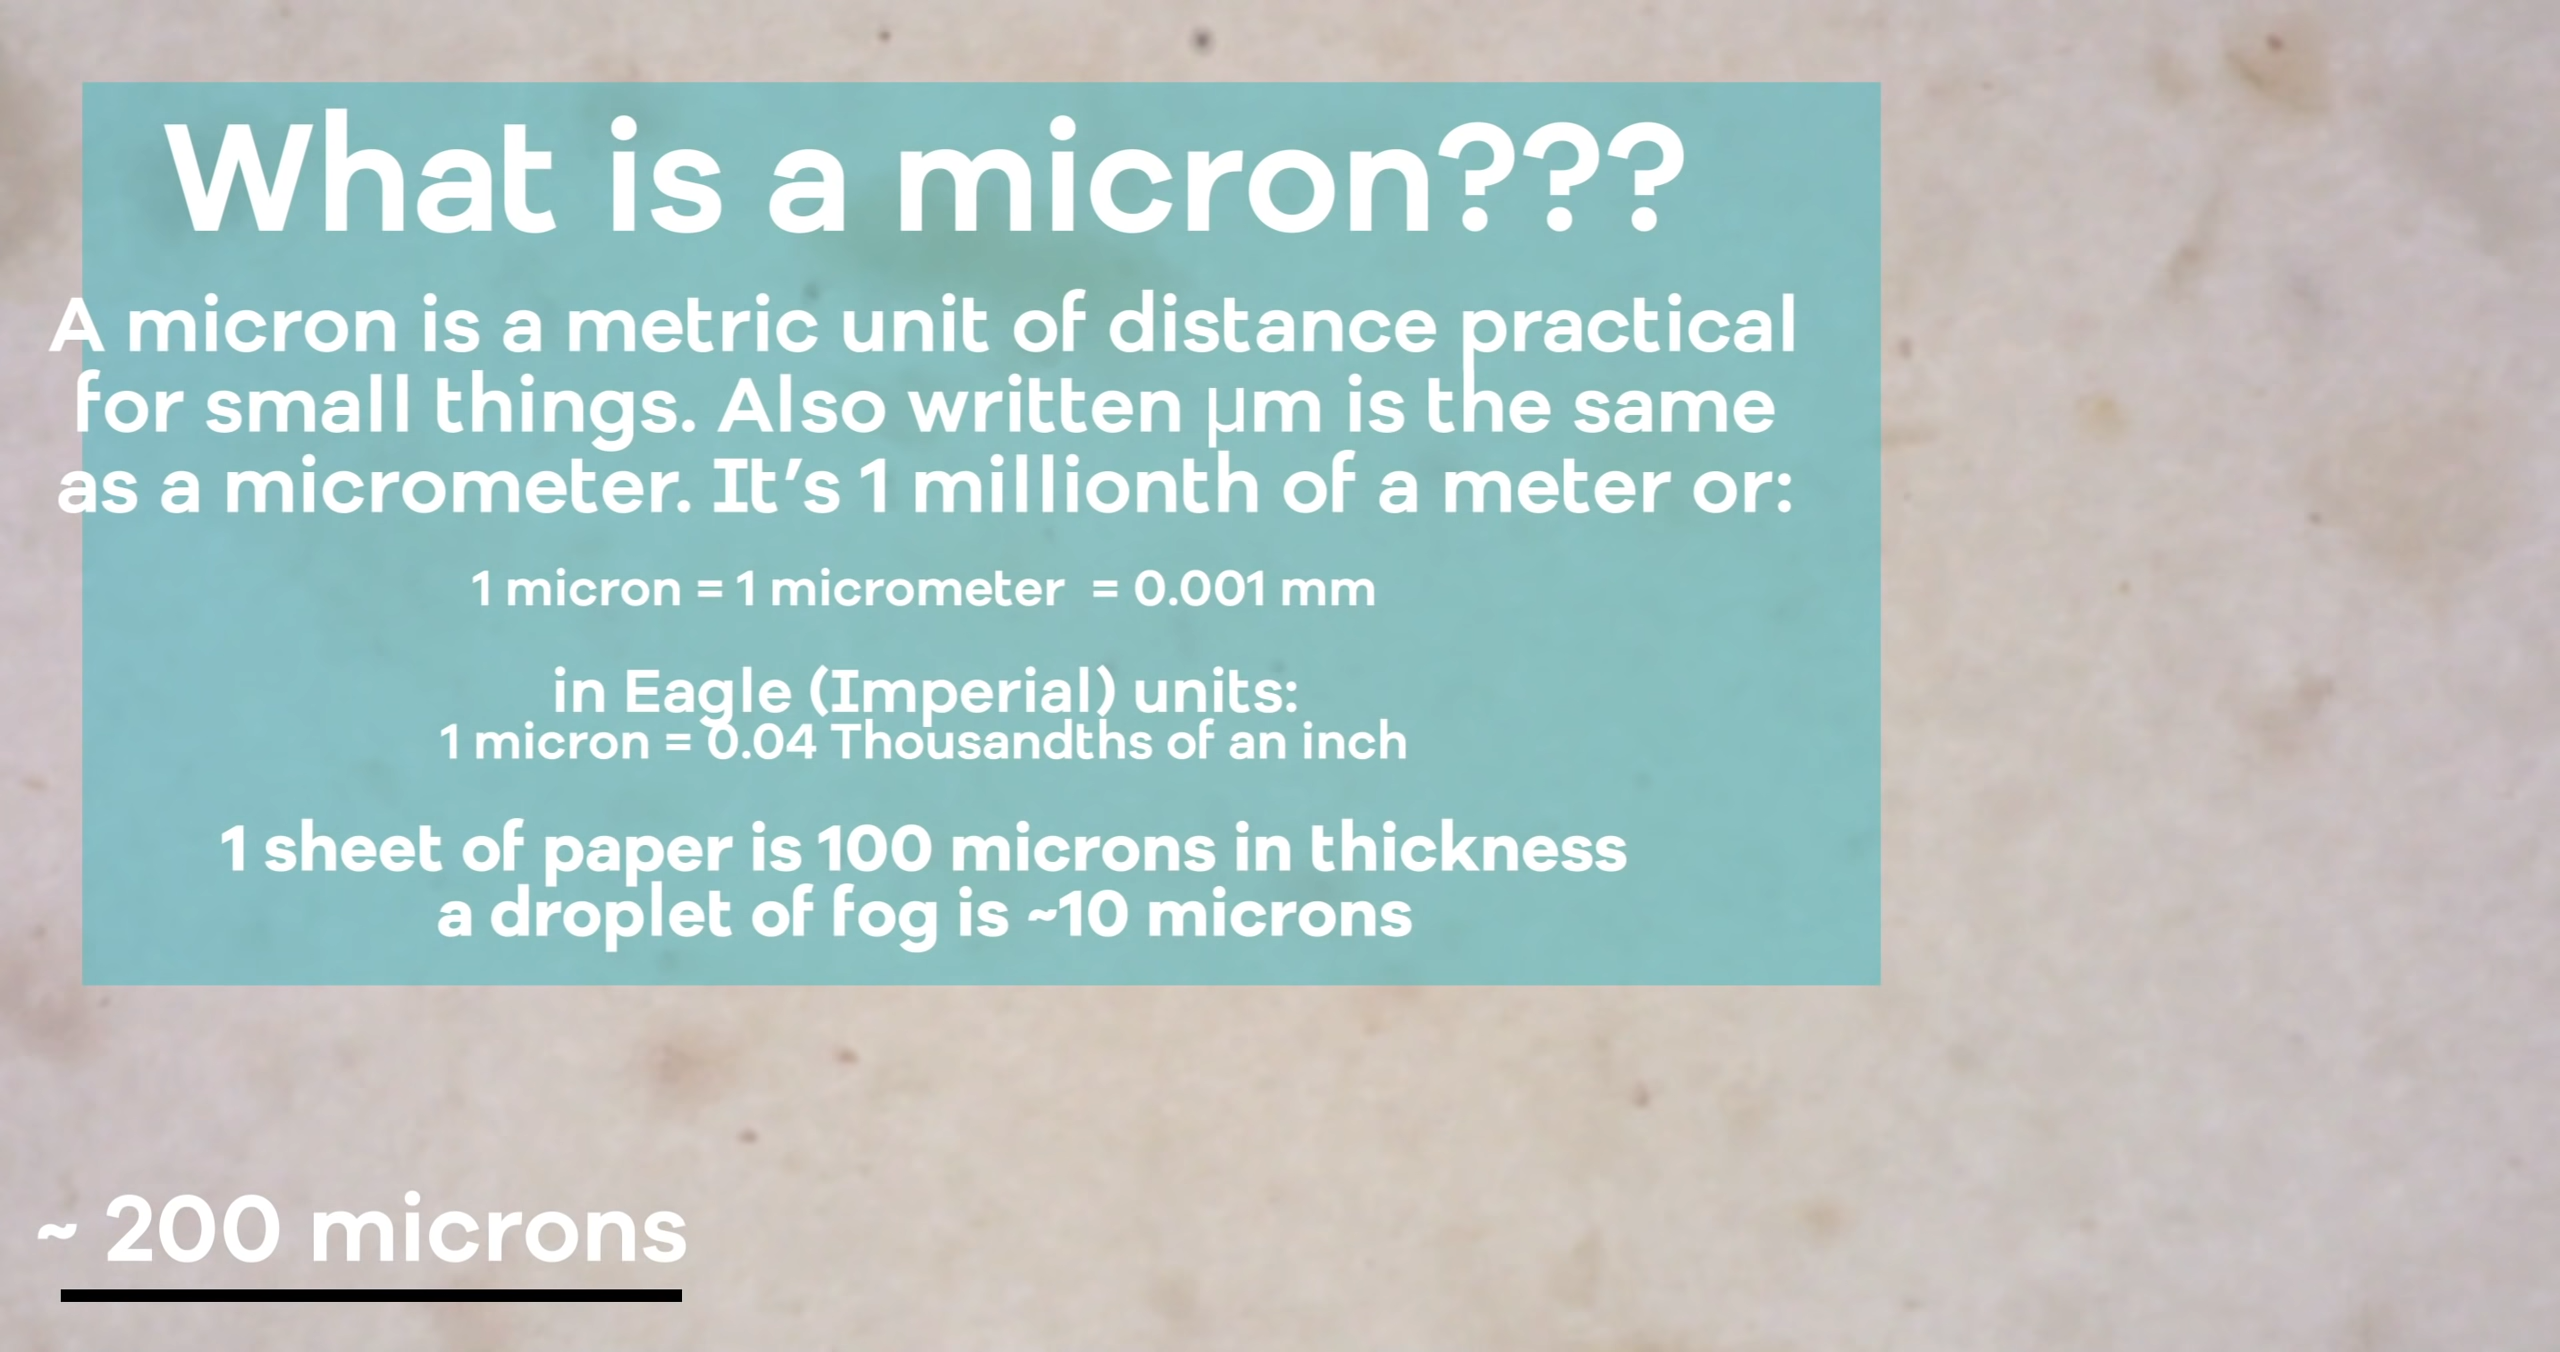 What is a micron???
A micron is a metric unit of distance practical
for small things. Also written μm is the same
as a micrometer. It’s 1 millionth of a meter or:
1 micron = 1 micrometer = 0.001 mm
in Eagle (Imperial) units:
1 micron = 0.04 Thousandths of an inch
1 sheet of paper is 100 microns in thickness
a droplet of fog is ~10 microns
~ 200 microns